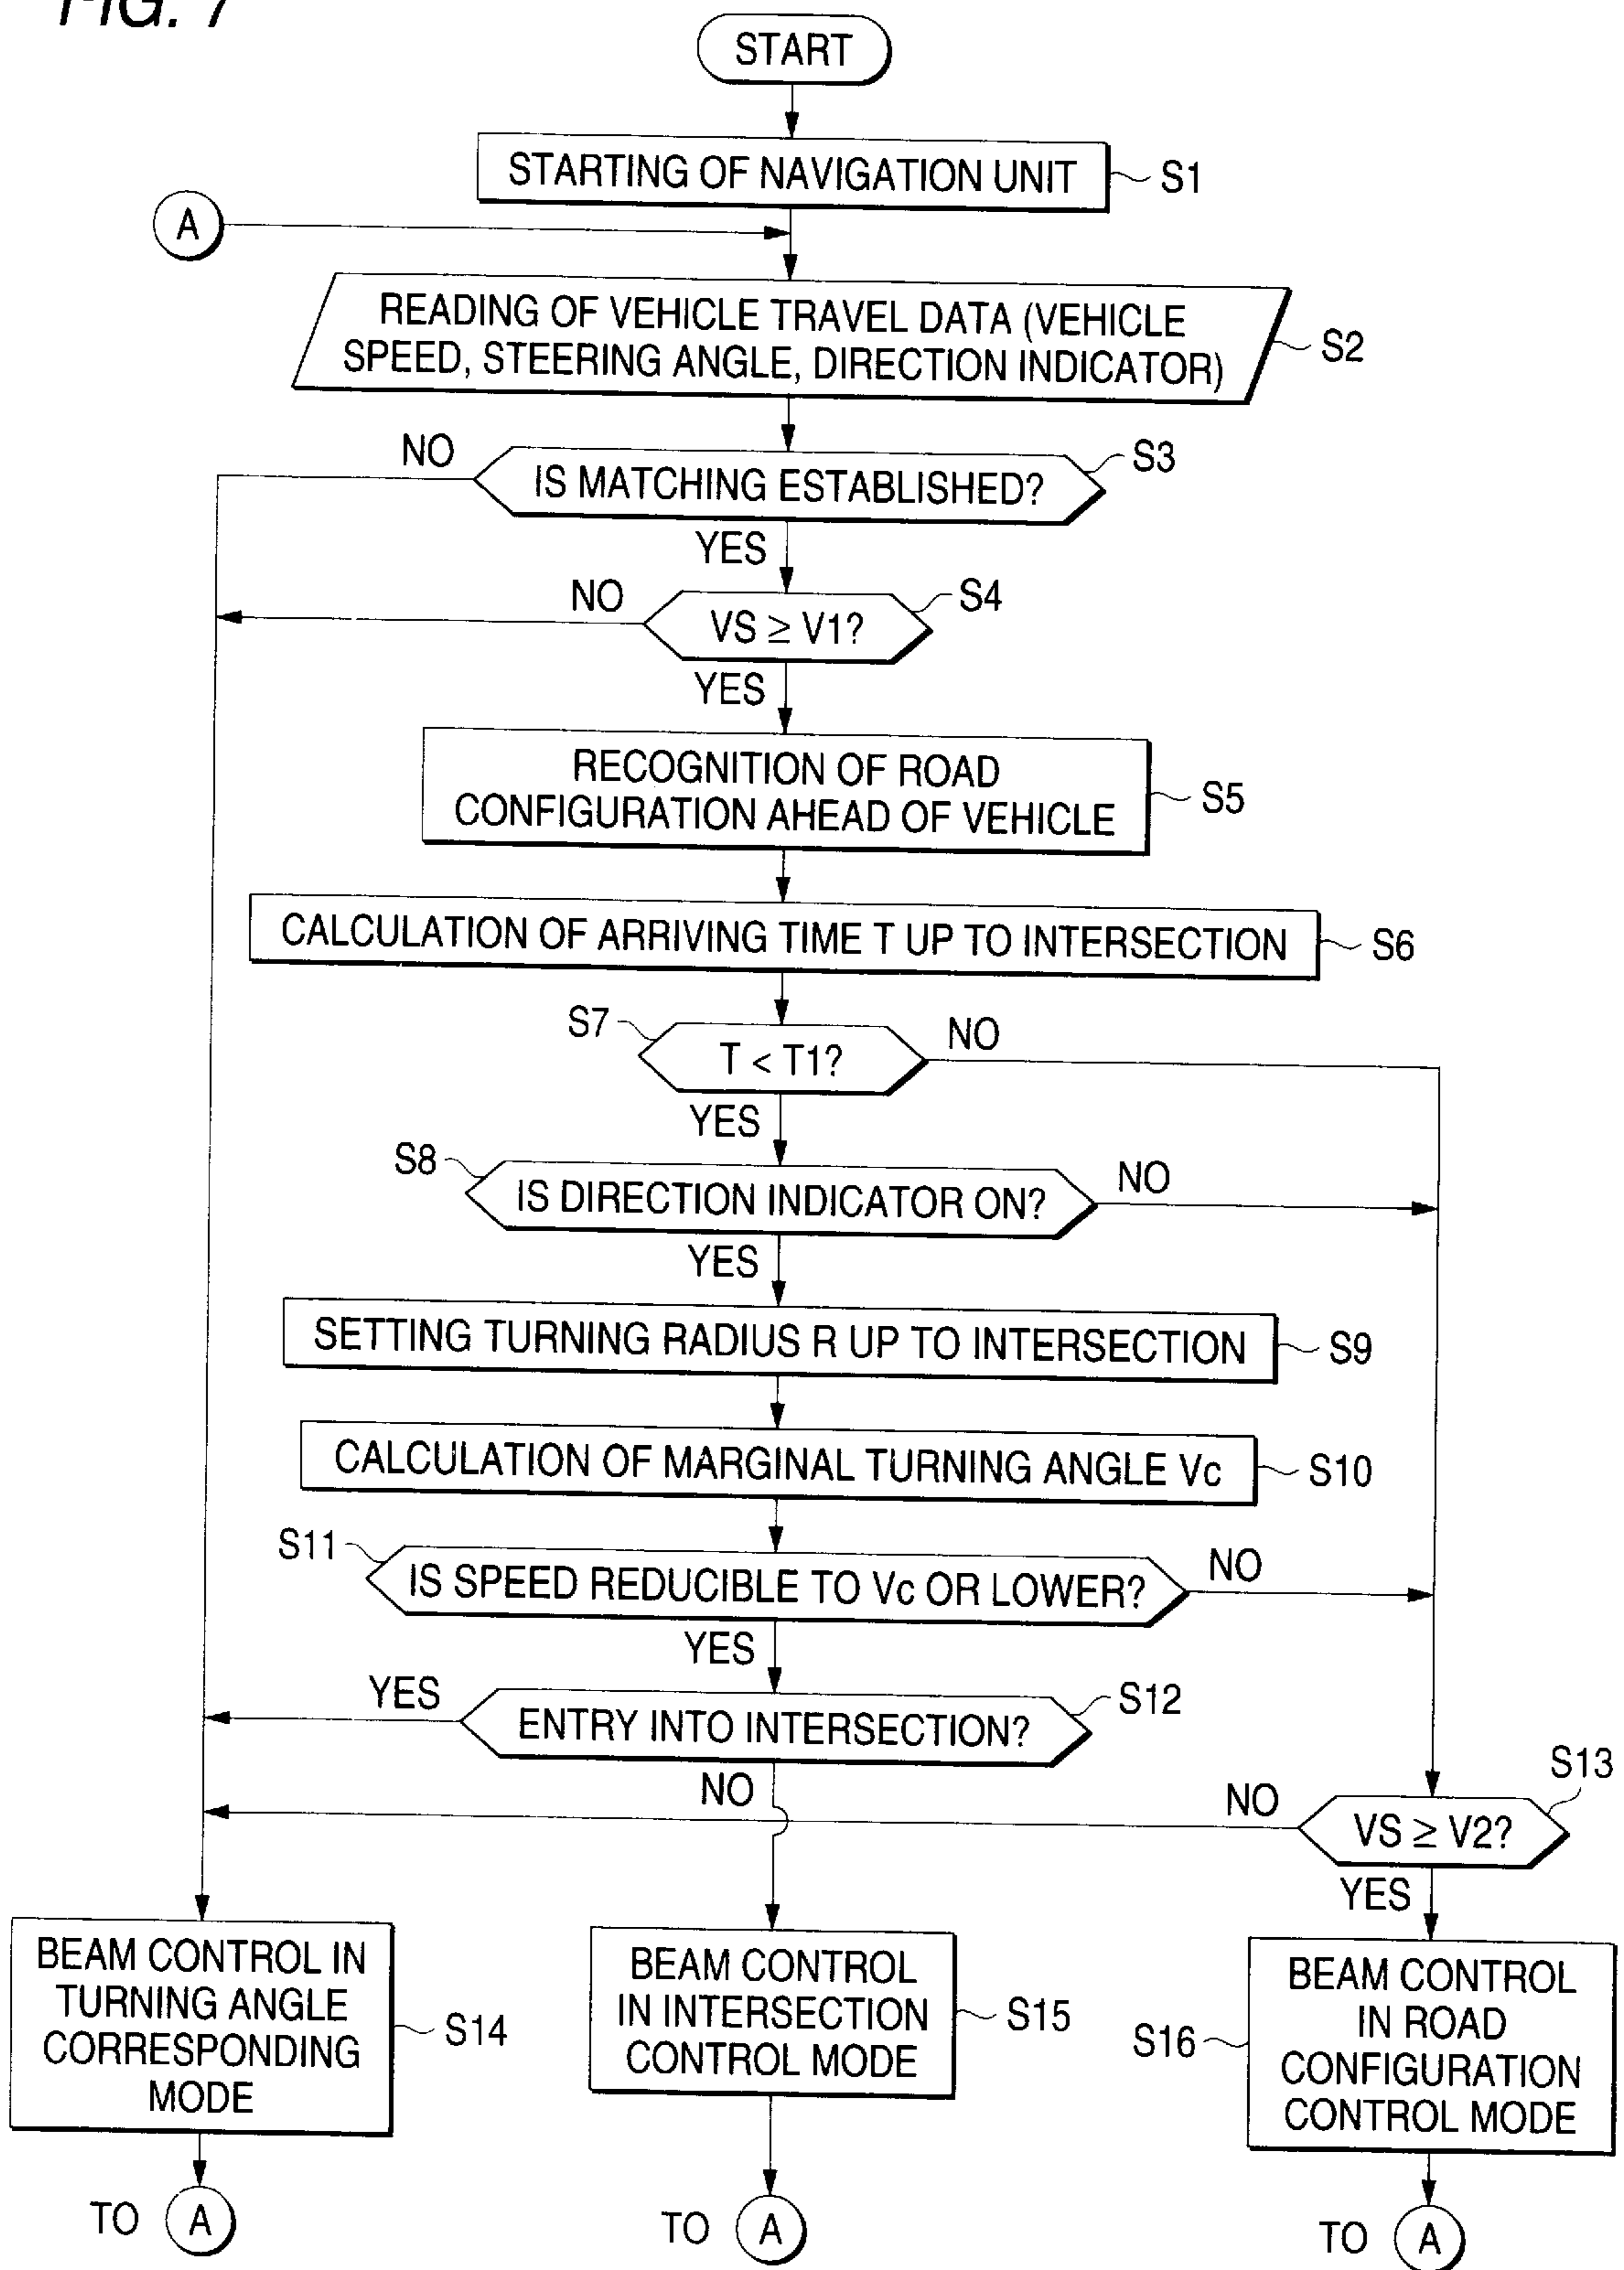 FIG. 7
START
STARTING OF NAVIGATION UNIT
S1
A
READING OF VEHICLE TRAVEL DATA (VEHICLE
SPEED, STEERING ANGLE, DIRECTION INDICATOR)
S2
NO
IS MATCHING ESTABLISHED?
S3
YES
NO
VS ≥ V1?
S4
YES
RECOGNITION OF ROAD
CONFIGURATION AHEAD OF VEHICLE
S5
CALCULATION OF ARRIVING TIME T UP TO INTERSECTION
S6
S7
T < T1?
NO
YES
S8
IS DIRECTION INDICATOR ON?
NO
YES
SETTING TURNING RADIUS R UP TO INTERSECTION
S9
CALCULATION OF MARGINAL TURNING ANGLE Vc
S10
S11
IS SPEED REDUCIBLE TO Vc OR LOWER?
NO
YES
YES
ENTRY INTO INTERSECTION?
S12
NO
NO
VS ≥ V2?
S13
YES
BEAM CONTROL IN
TURNING ANGLE
CORRESPONDING
MODE
S14
BEAM CONTROL
IN INTERSECTION
CONTROL MODE
S15
S16
BEAM CONTROL
IN ROAD
CONFIGURATION
CONTROL MODE
TO A
TO A
TO A